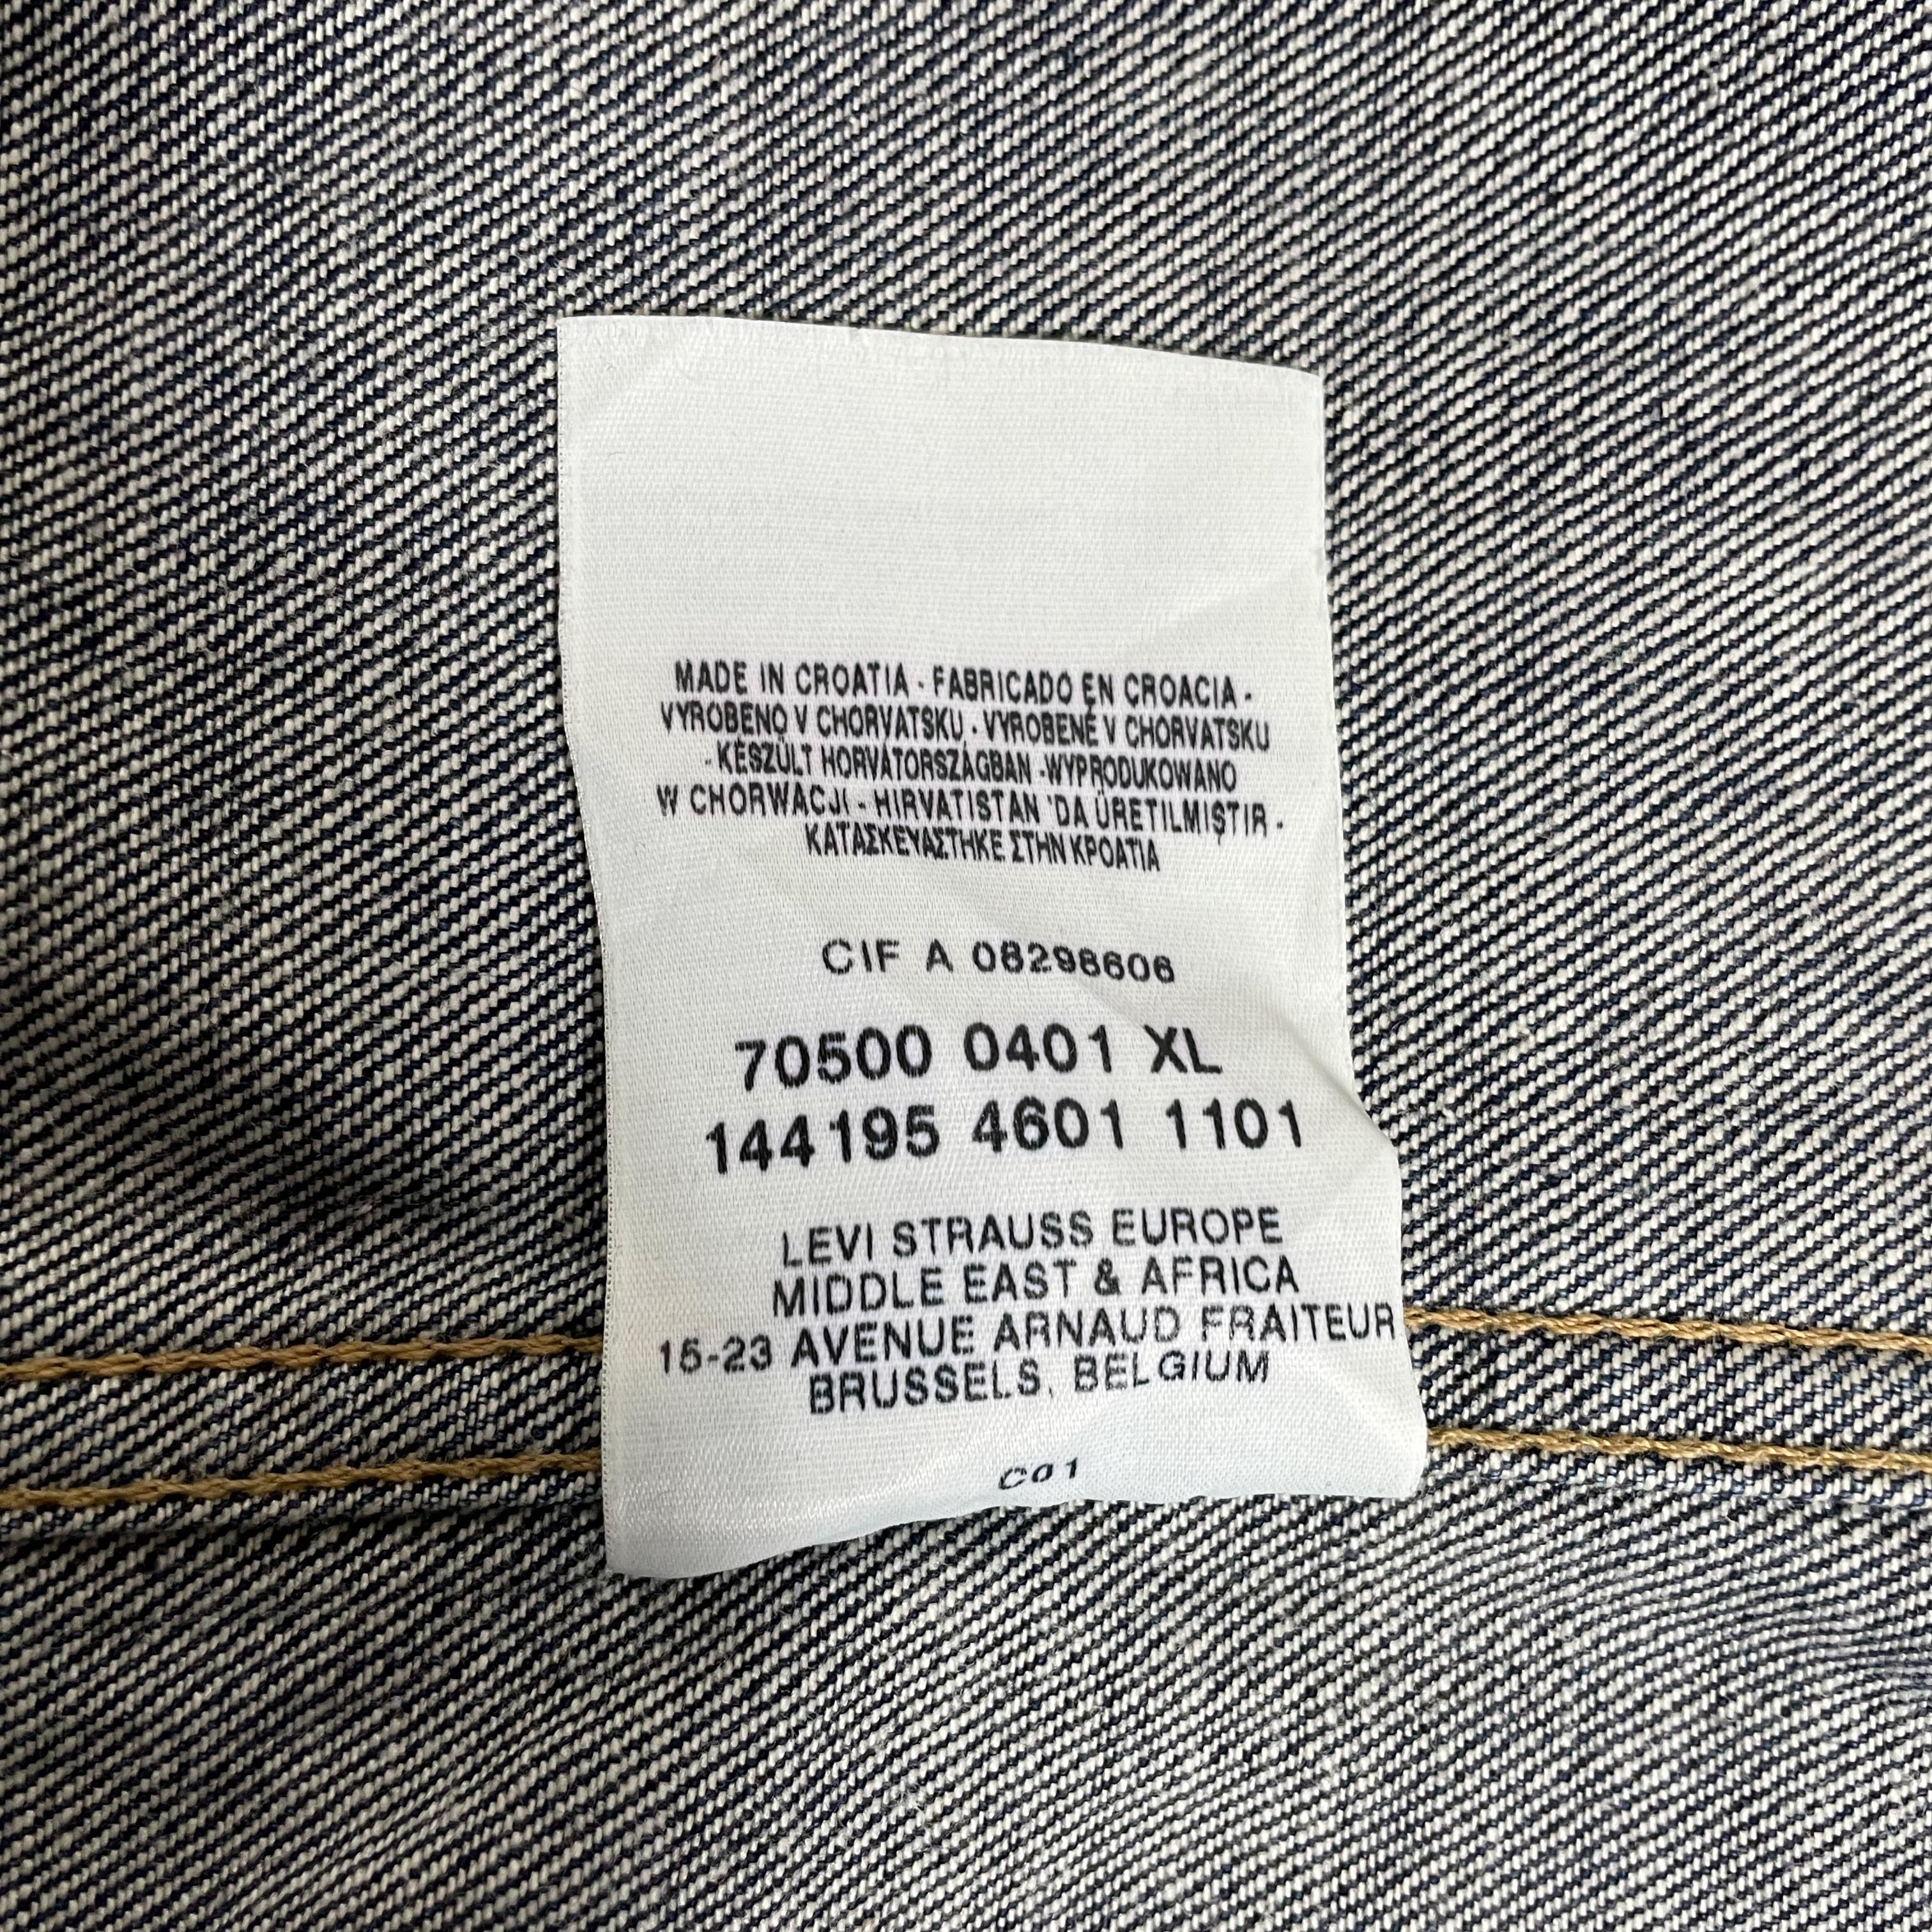 MADE IN CROATIA - FABRICADO EN CROACIA -
VYROBENO V CHORVATSKU - VYROBENÉ V CHORVATSKU
- KÉSZÜLT HORVÁTORSZÁGBAN -WYPRODUKOWANO
W CHORWACJI - HIRVATISTAN 'DA ÜRETILMIŞTIR -
ΚΑΤΑΣΚΕΥΑΣΤΗΚΕ ΣΤΗΝ ΚΡΟΑΤΙΑ
CIF A 08298606
70500 0401 XL
144195 4601 1101
LEVI STRAUSS EUROPE
MIDDLE EAST & AFRICA
15-23 AVENUE ARNAUD FRAITEUR
BRUSSELS, BELGIUM
C01